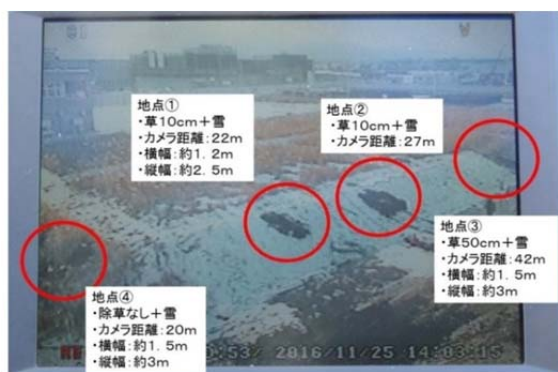 地点①
・草10cm+雪
・カメラ距離:22m
・横幅:約1.2m
・縦幅:約2.5m
地点②
・草10cm+雪
・カメラ距離:27m
地点③
・草50cm+雪
・カメラ距離:42m
・横幅:約1.5m
・縦幅:約3m
地点④
・除草なし+雪
・カメラ距離:20m
・横幅:約1.5m
・縦幅:約3m
2016/11/25 14:03:15